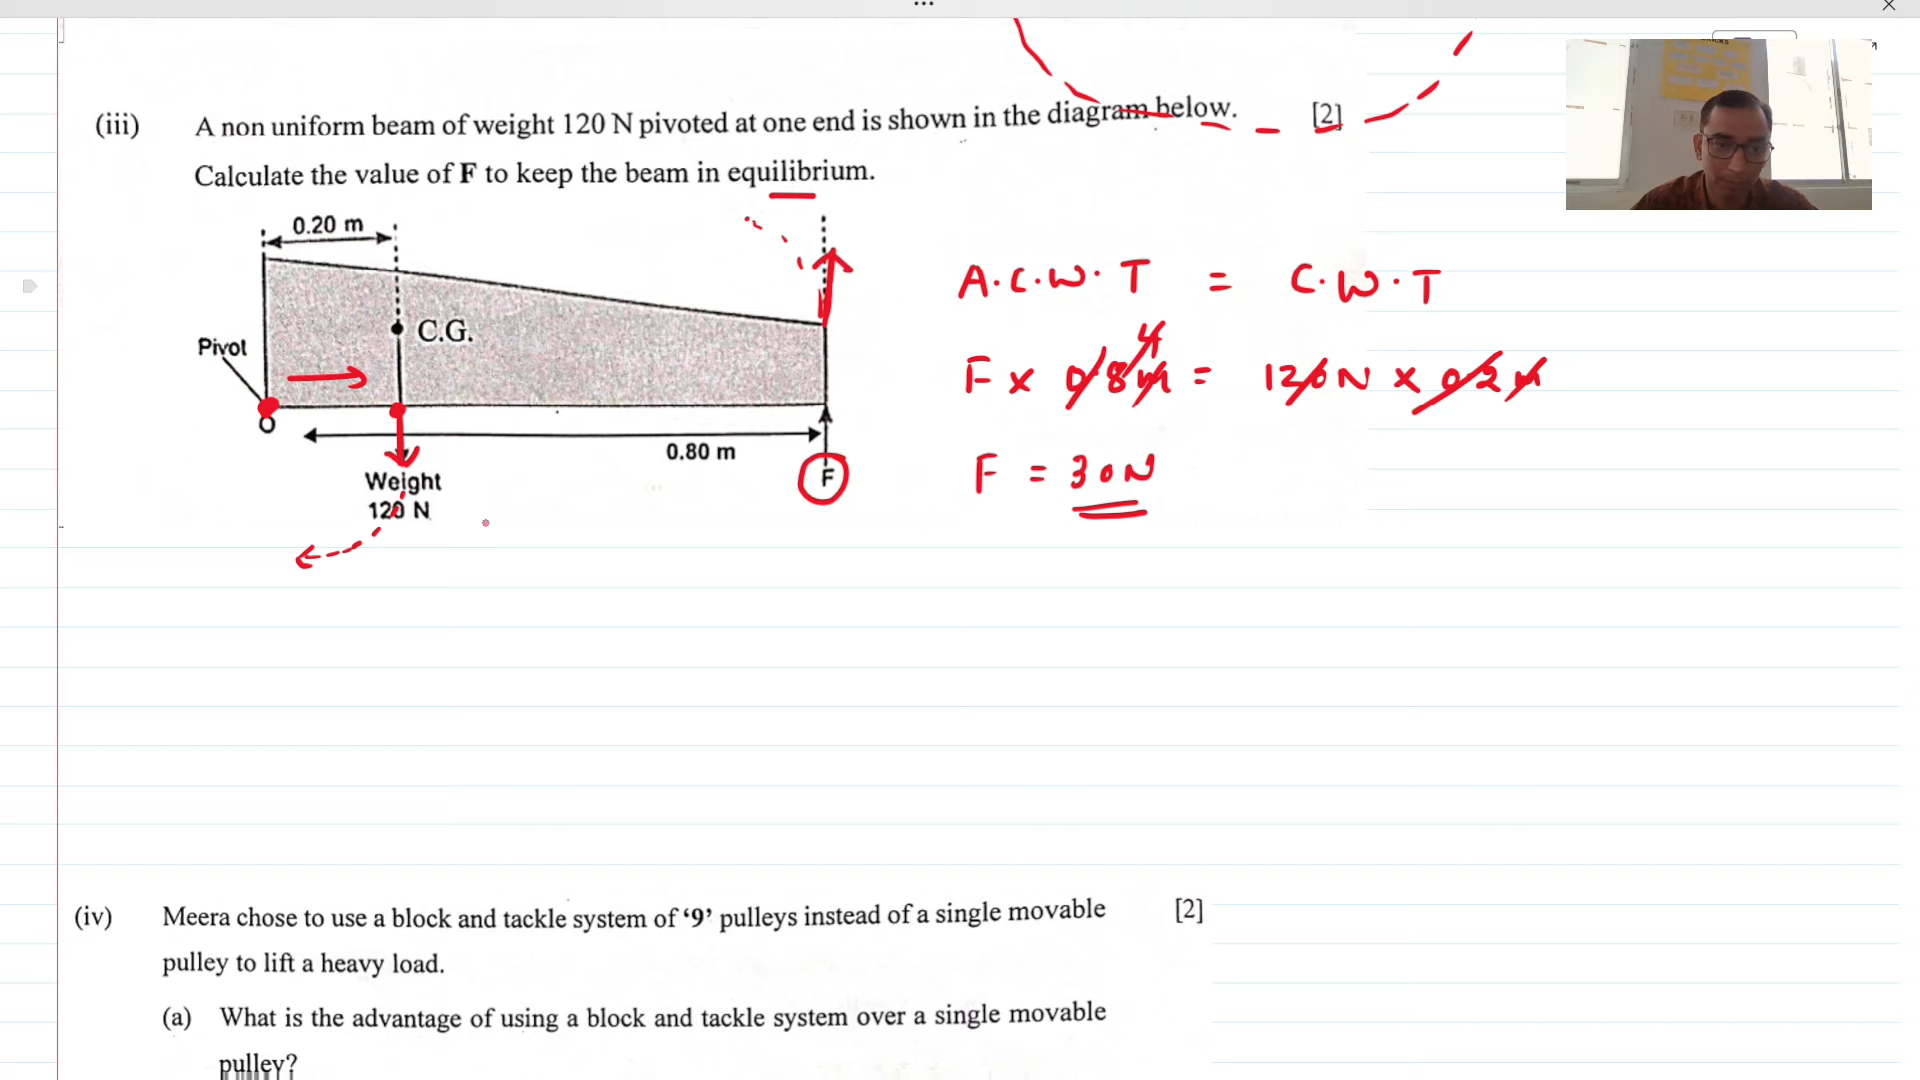 (iii) A non uniform beam of weight 120 N pivoted at one end is shown in the diagram below. [2]
Calculate the value of F to keep the beam in equilibrium.
0.20 m
C.G.
Pivot
O
0.80 m
Weight
120 N
F
A.C.W.T = C.W.T
F x 0.8m = 120N x 0.2m
4
F = 30N
(iv) Meera chose to use a block and tackle system of ‘9’ pulleys instead of a single movable [2]
pulley to lift a heavy load.
(a) What is the advantage of using a block and tackle system over a single movable
pulley?